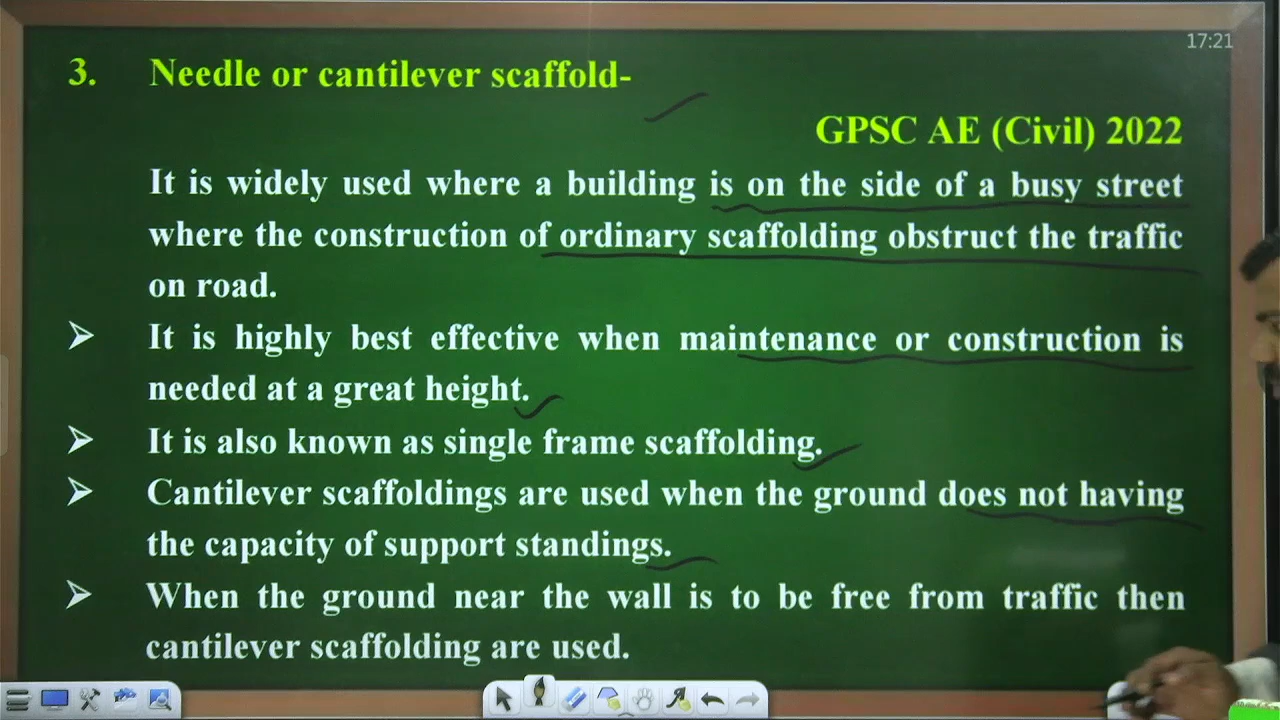 17:21
3. Needle or cantilever scaffold-
GPSC AE (Civil) 2022
It is widely used where a building is on the side of a busy street
where the construction of ordinary scaffolding obstruct the traffic
on road.
➢ It is highly best effective when maintenance or construction is
needed at a great height.
➢ It is also known as single frame scaffolding.
➢ Cantilever scaffoldings are used when the ground does not having
the capacity of support standings.
➢ When the ground near the wall is to be free from traffic then
cantilever scaffolding are used.